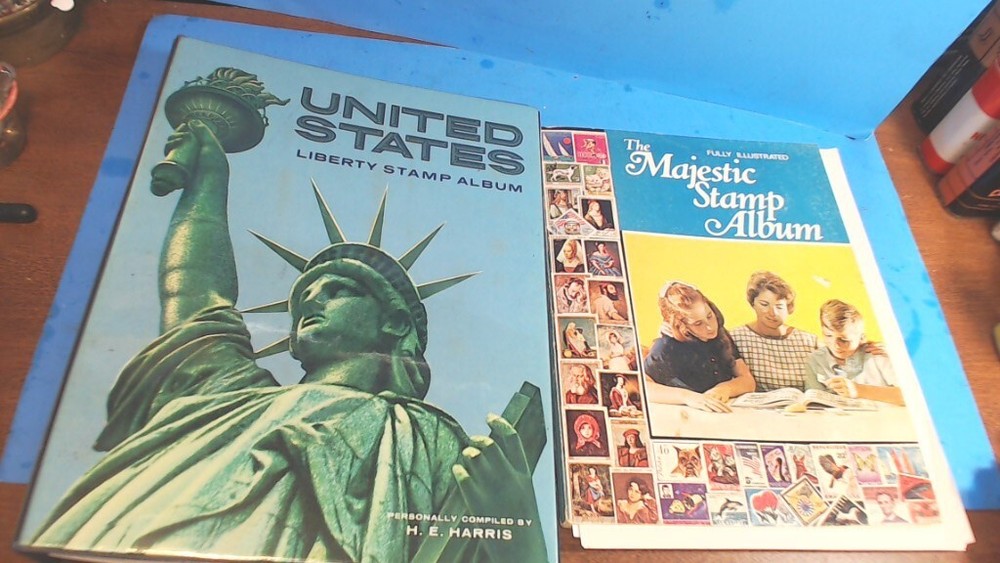 UNITED
STATES
LIBERTY STAMP ALBUM
PERSONALLY COMPILED BY
H. E. HARRIS
FULLY ILLUSTRATED
The
Majestic
Stamp
Album